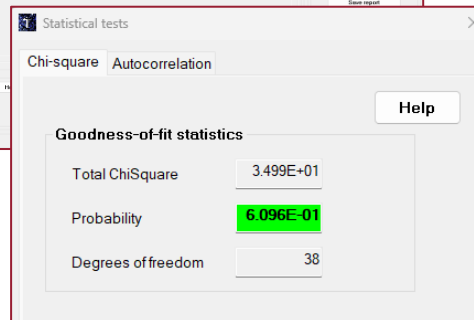 Save report
Statistical tests
Chi-square Autocorrelation
Help
Goodness-of-fit statistics
Total ChiSquare 3.499E+01
Probability 6.096E-01
Degrees of freedom 38